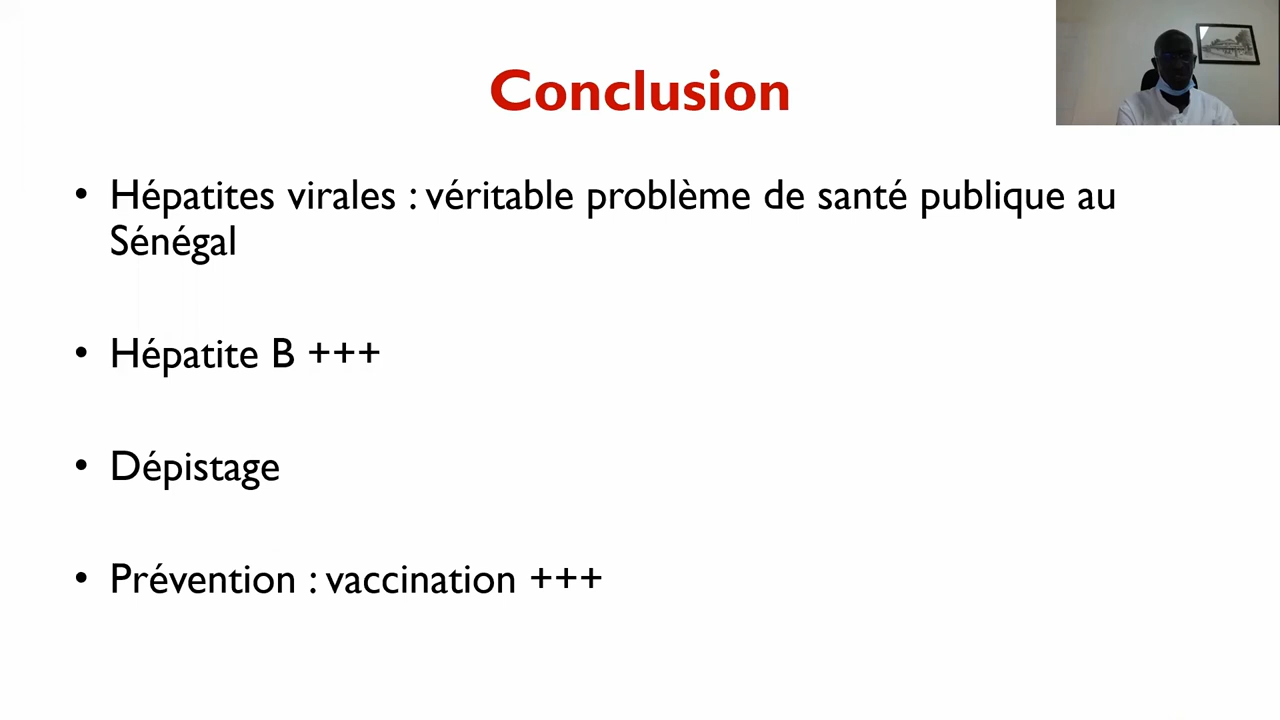 Conclusion
• Hépatites virales : véritable problème de santé publique au
Sénégal
• Hépatite B +++
• Dépistage
• Prévention : vaccination +++